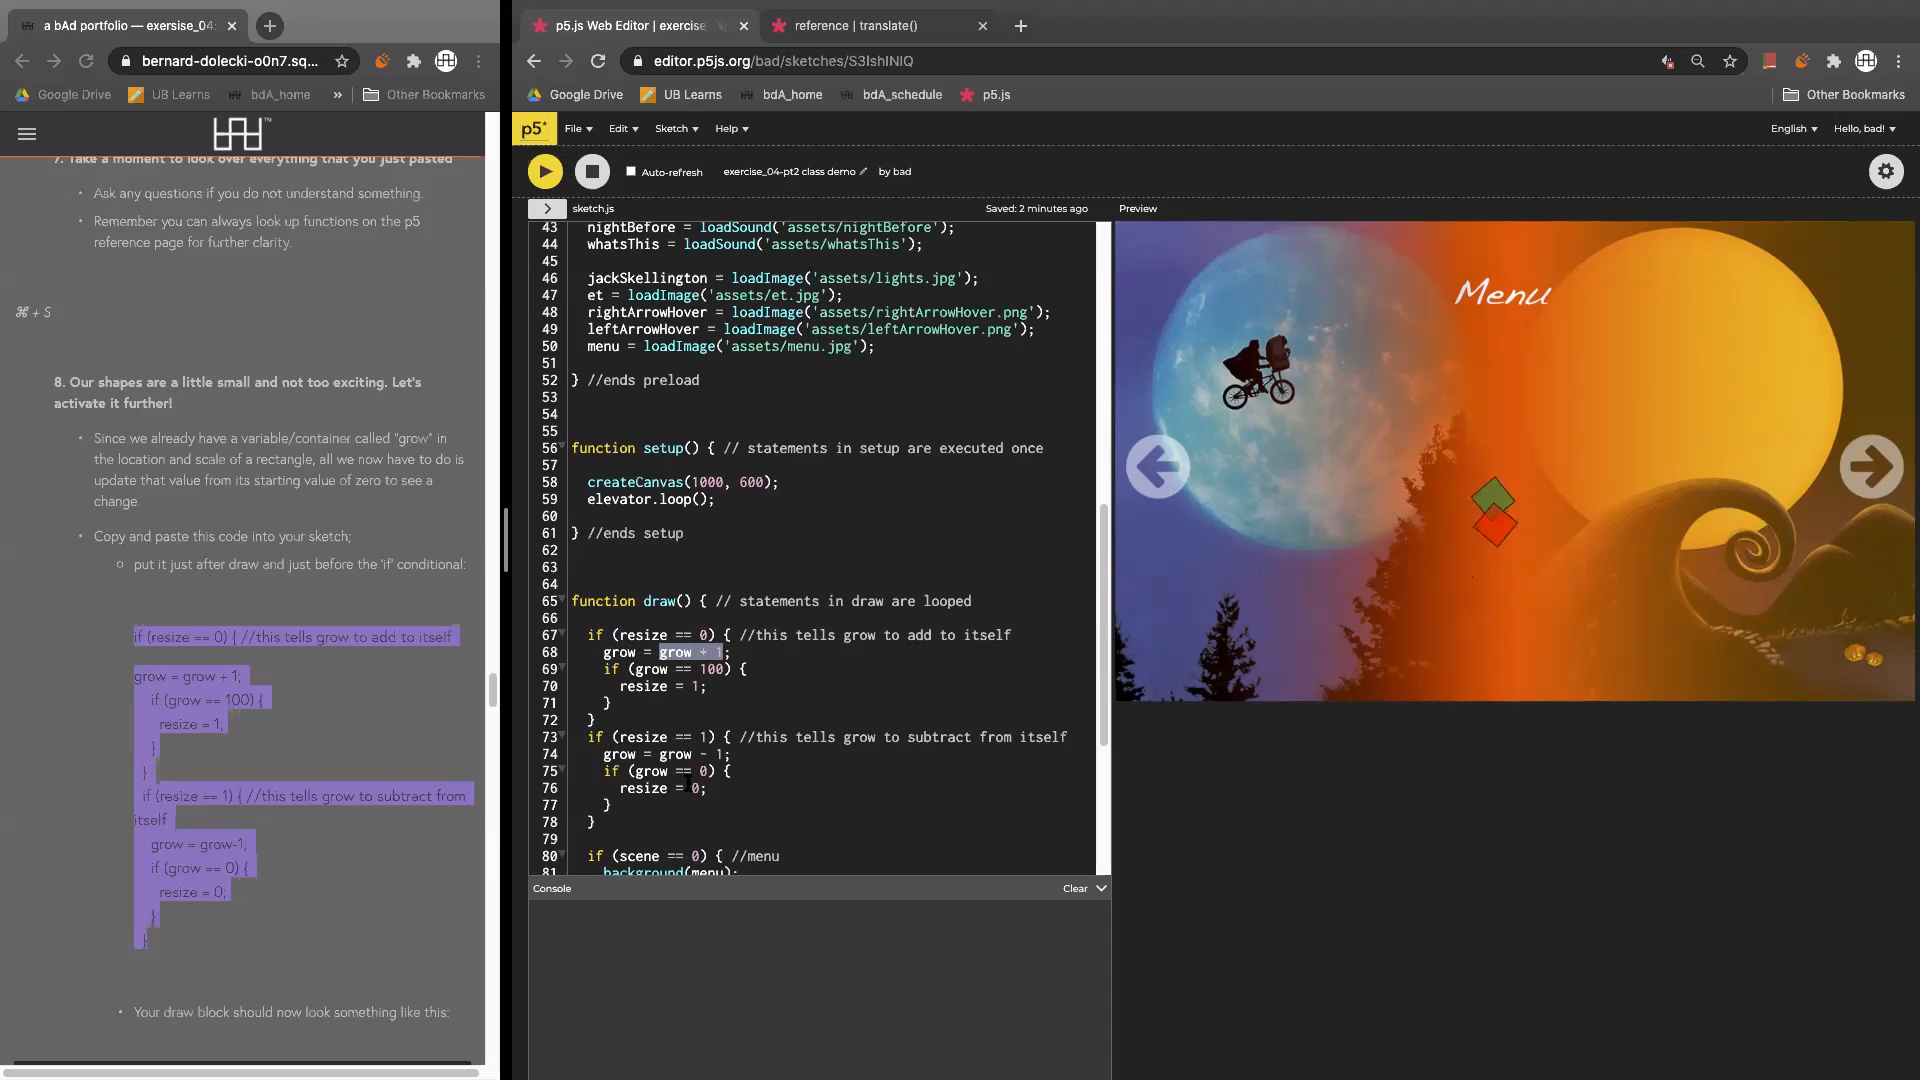 a bAd portfolio — exersise_04:
bernard-dolecki-o0n7.sq...
Google Drive
UB Learns
bdA_home
»
Other Bookmarks
7. Take a moment to look over everything that you just pasted
Ask any questions if you do not understand something.
Remember you can always look up functions on the p5
reference page for further clarity.
⌘ + S
8. Our shapes are a little small and not too exciting. Let's
activate it further!
Since we already have a variable/container called "grow" in
the location and scale of a rectangle, all we now have to do is
update that value from its starting value of zero to see a
change.
Copy and paste this code into your sketch;
put it just after draw and just before the 'if' conditional:
if (resize == 0) { //this tells grow to add to itself
grow = grow + 1;
if (grow == 100) {
resize = 1;
}
}
if (resize == 1) { //this tells grow to subtract from
itself
grow = grow-1;
if (grow == 0) {
resize = 0;
}
}
Your draw block should now look something like this:
p5.js Web Editor | exercise
reference | translate()
editor.p5js.org/bad/sketches/S3IshINlQ
Google Drive
UB Learns
bdA_home
bdA_schedule
p5.js
Other Bookmarks
p5*
File
Edit
Sketch
Help
English
Hello, bad!
Auto-refresh
exercise_04-pt2 class demo
by bad
sketch.js
Saved: 2 minutes ago
Preview
43 nightBefore = loadSound('assets/nightBefore');
44 whatsThis = loadSound('assets/whatsThis');
45
46 jackSkellington = loadImage('assets/lights.jpg');
47 et = loadImage('assets/et.jpg');
48 rightArrowHover = loadImage('assets/rightArrowHover.png');
49 leftArrowHover = loadImage('assets/leftArrowHover.png');
50 menu = loadImage('assets/menu.jpg');
51
52 } //ends preload
53
54
55
56 function setup() { // statements in setup are executed once
57
58 createCanvas(1000, 600);
59 elevator.loop();
60
61 } //ends setup
62
63
64
65 function draw() { // statements in draw are looped
66
67 if (resize == 0) { //this tells grow to add to itself
68 grow = grow + 1;
69 if (grow == 100) {
70 resize = 1;
71 }
72 }
73 if (resize == 1) { //this tells grow to subtract from itself
74 grow = grow - 1;
75 if (grow == 0) {
76 resize = 0;
77 }
78 }
79
80 if (scene == 0) { //menu
81 background(menu);
Console
Clear
Menu